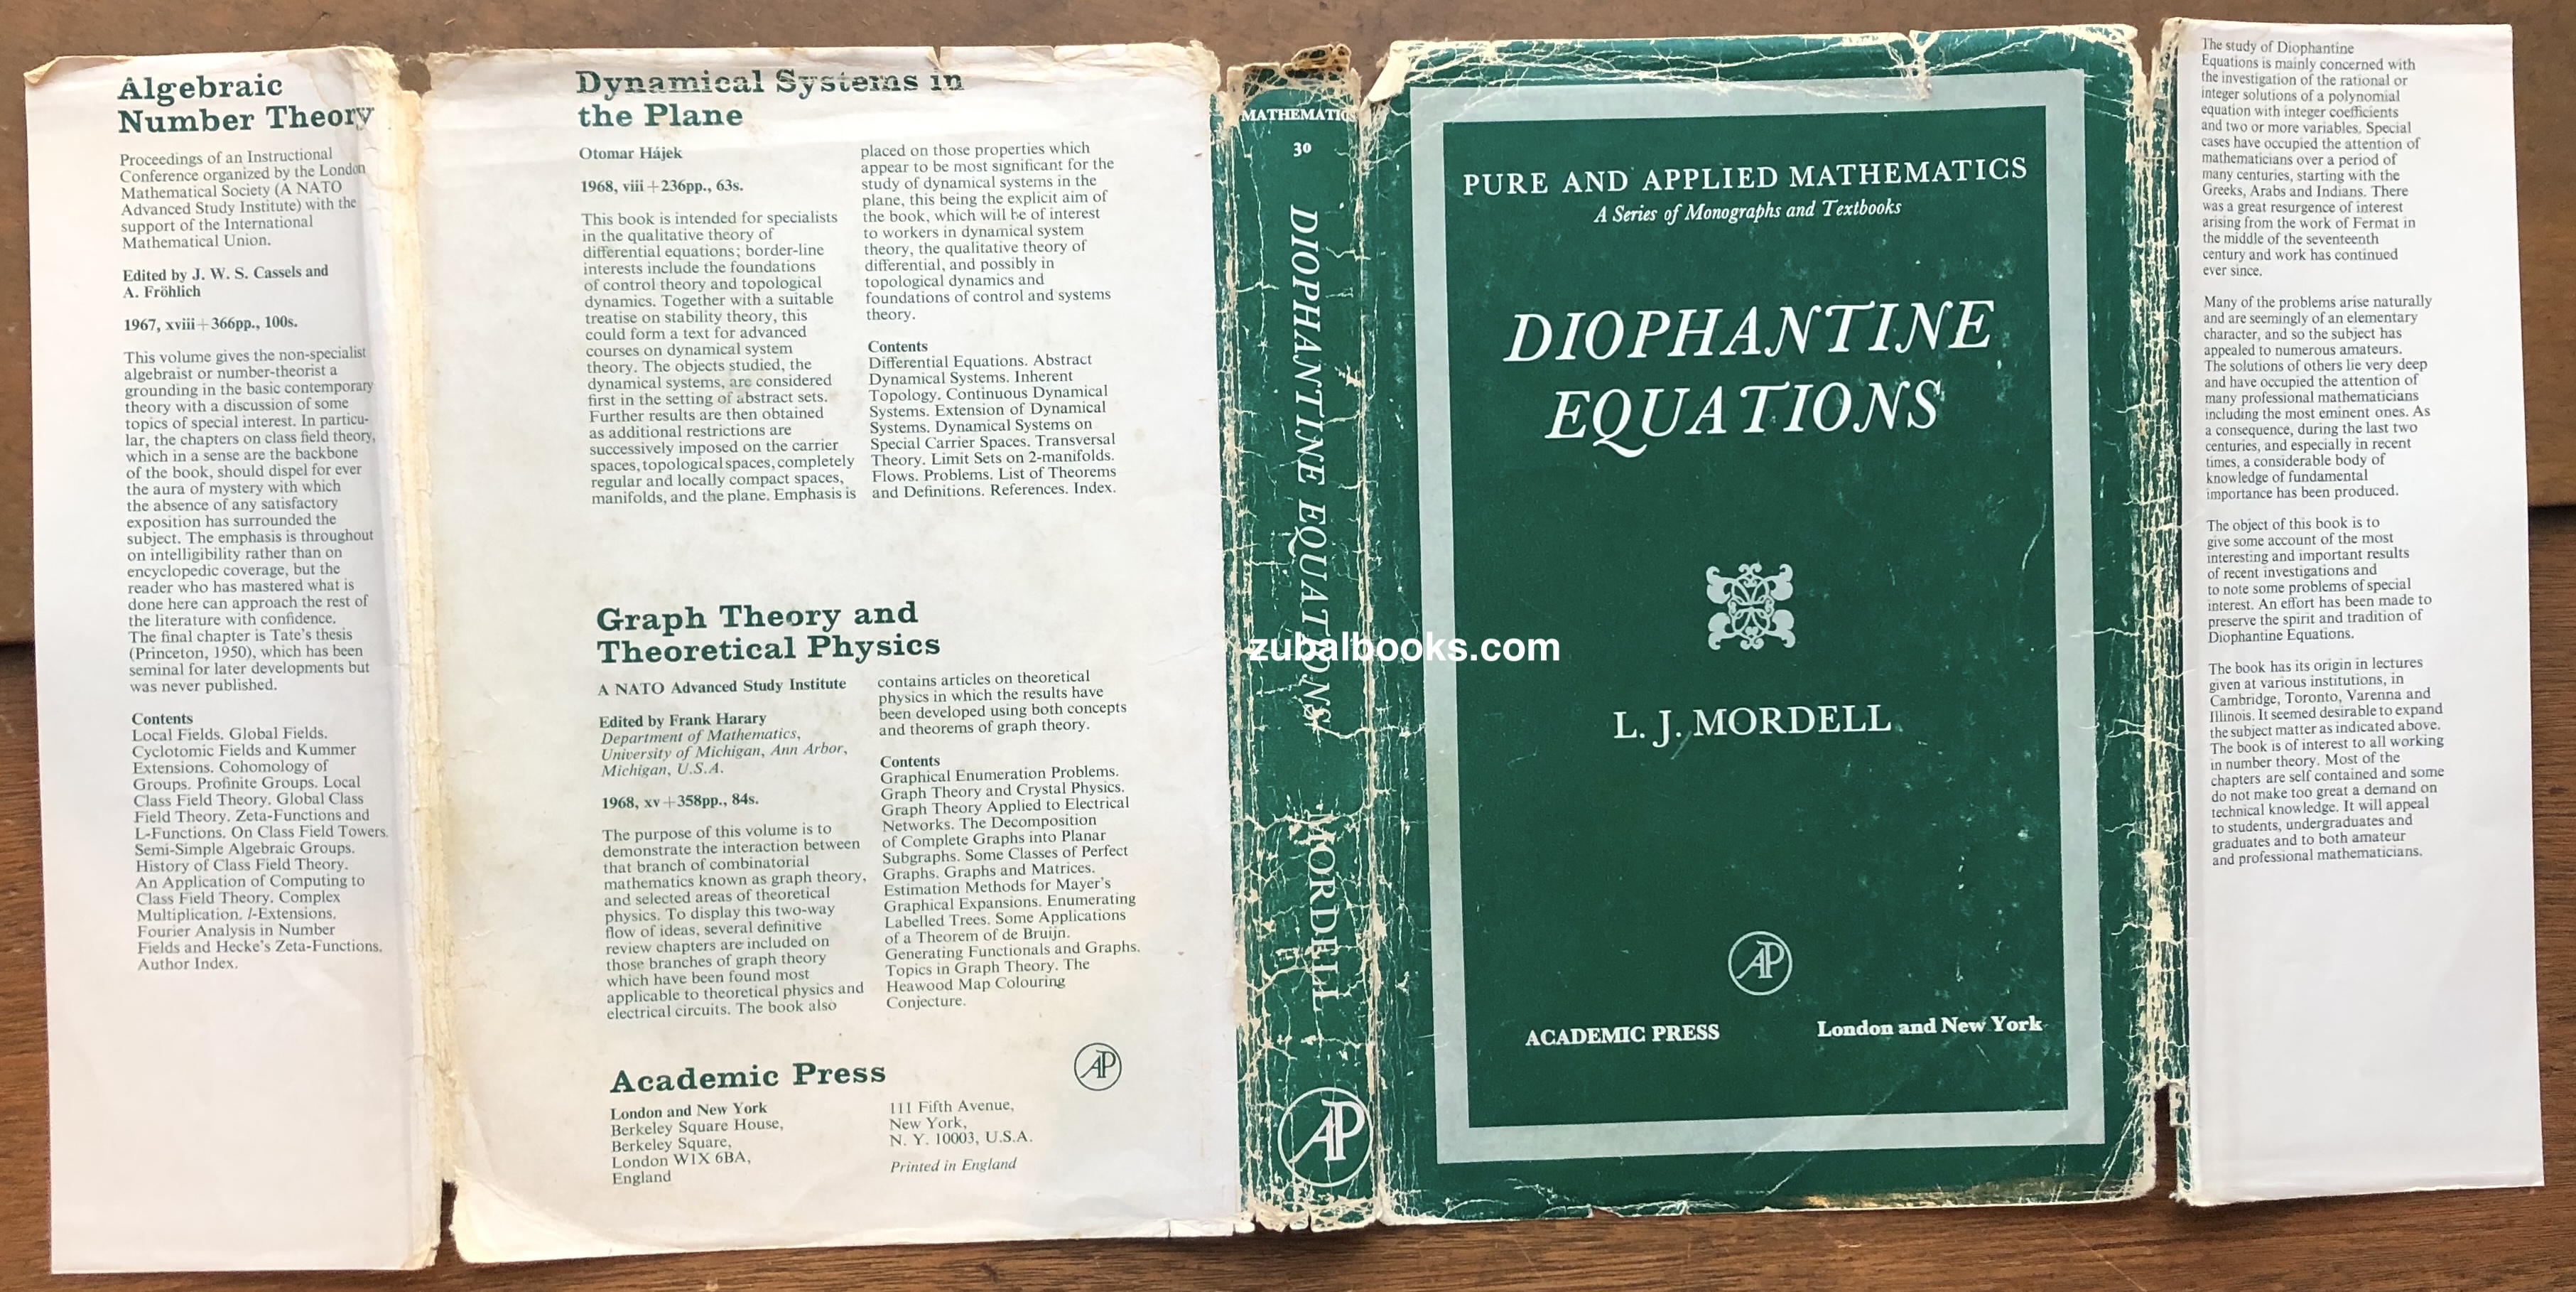 Algebraic
Number Theory
Proceedings of an Instructional
Conference organized by the London
Mathematical Society (A NATO
Advanced Study Institute) with the
support of the International
Mathematical Union.
Edited by J. W. S. Cassels and
A. Fröhlich
1967, xviii+366pp., 100s.
This volume gives the non-specialist
algebraist or number-theorist a
grounding in the basic contemporary
theory with a discussion of some
topics of special interest. In particu-
lar, the chapters on class field theory,
which in a sense are the backbone
of the book, should dispel for ever
the aura of mystery with which
the absence of any satisfactory
exposition has surrounded the
subject. The emphasis is throughout
on intelligibility rather than on
encyclopedic coverage, but the
reader who has mastered what is
done here can approach the rest of
the literature with confidence.
The final chapter is Tate's thesis
(Princeton, 1950), which has been
seminal for later developments but
was never published.
Contents
Local Fields. Global Fields.
Cyclotomic Fields and Kummer
Extensions. Cohomology of
Groups. Profinite Groups. Local
Class Field Theory. Global Class
Field Theory. Zeta-Functions and
L-Functions. On Class Field Towers.
Semi-Simple Algebraic Groups.
History of Class Field Theory.
An Application of Computing to
Class Field Theory. Complex
Multiplication. l-Extensions.
Fourier Analysis in Number
Fields and Hecke's Zeta-Functions.
Author Index.
Dynamical Systems in
the Plane
Otomar Hájek
1968, viii+236pp., 63s.
This book is intended for specialists
in the qualitative theory of
differential equations; border-line
interests include the foundations
of control theory and topological
dynamics. Together with a suitable
treatise on stability theory, this
could form a text for advanced
courses on dynamical system
theory. The objects studied, the
dynamical systems, are considered
first in the setting of abstract sets.
Further results are then obtained
as additional restrictions are
successively imposed on the carrier
spaces, topological spaces, completely
regular and locally compact spaces,
manifolds, and the plane. Emphasis is
placed on those properties which
appear to be most significant for the
study of dynamical systems in the
plane, this being the explicit aim of
the book, which will be of interest
to workers in dynamical system
theory, the qualitative theory of
differential, and possibly in
topological dynamics and
foundations of control and systems
theory.
Contents
Differential Equations. Abstract
Dynamical Systems. Inherent
Topology. Continuous Dynamical
Systems. Extension of Dynamical
Systems. Dynamical Systems on
Special Carrier Spaces. Transversal
Theory. Limit Sets on 2-manifolds.
Flows. Problems. List of Theorems
and Definitions. References. Index.
Graph Theory and
Theoretical Physics
A NATO Advanced Study Institute
Edited by Frank Harary
Department of Mathematics,
University of Michigan, Ann Arbor,
Michigan, U.S.A.
1968, xv+358pp., 84s.
The purpose of this volume is to
demonstrate the interaction between
that branch of combinatorial
mathematics known as graph theory,
and selected areas of theoretical
physics. To display this two-way
flow of ideas, several definitive
review chapters are included on
those branches of graph theory
which have been found most
applicable to theoretical physics and
electrical circuits. The book also
contains articles on theoretical
physics in which the results have
been developed using both concepts
and theorems of graph theory.
Contents
Graphical Enumeration Problems.
Graph Theory and Crystal Physics.
Graph Theory Applied to Electrical
Networks. The Decomposition
of Complete Graphs into Planar
Subgraphs. Some Classes of Perfect
Graphs. Graphs and Matrices.
Estimation Methods for Mayer's
Graphical Expansions. Enumerating
Labelled Trees. Some Applications
of a Theorem of de Bruijn.
Generating Functionals and Graphs.
Topics in Graph Theory. The
Heawood Map Colouring
Conjecture.
Academic Press
AP
London and New York
Berkeley Square House,
Berkeley Square,
London W1X 6BA,
England
111 Fifth Avenue,
New York,
N. Y. 10003, U.S.A.
Printed in England
MATHEMATIC
30
DIOPHANTINE EQUATIONS
MORDELL
AP
PURE AND APPLIED MATHEMATICS
A Series of Monographs and Textbooks
DIOPHANTINE
EQUATIONS
zubalbooks.com
L. J. MORDELL
AP
ACADEMIC PRESS London and New York
The study of Diophantine
Equations is mainly concerned with
the investigation of the rational or
integer solutions of a polynomial
equation with integer coefficients
and two or more variables. Special
cases have occupied the attention of
mathematicians over a period of
many centuries, starting with the
Greeks, Arabs and Indians. There
was a great resurgence of interest
arising from the work of Fermat in
the middle of the seventeenth
century and work has continued
ever since.
Many of the problems arise naturally
and are seemingly of an elementary
character, and so the subject has
appealed to numerous amateurs.
The solutions of others lie very deep
and have occupied the attention of
many professional mathematicians
including the most eminent ones. As
a consequence, during the last two
centuries, and especially in recent
times, a considerable body of
knowledge of fundamental
importance has been produced.
The object of this book is to
give some account of the most
interesting and important results
of recent investigations and
to note some problems of special
interest. An effort has been made to
preserve the spirit and tradition of
Diophantine Equations.
The book has its origin in lectures
given at various institutions, in
Cambridge, Toronto, Varenna and
Illinois. It seemed desirable to expand
the subject matter as indicated above.
The book is of interest to all working
in number theory. Most of the
chapters are self contained and some
do not make too great a demand on
technical knowledge. It will appeal
to students, undergraduates and
graduates and to both amateur
and professional mathematicians.